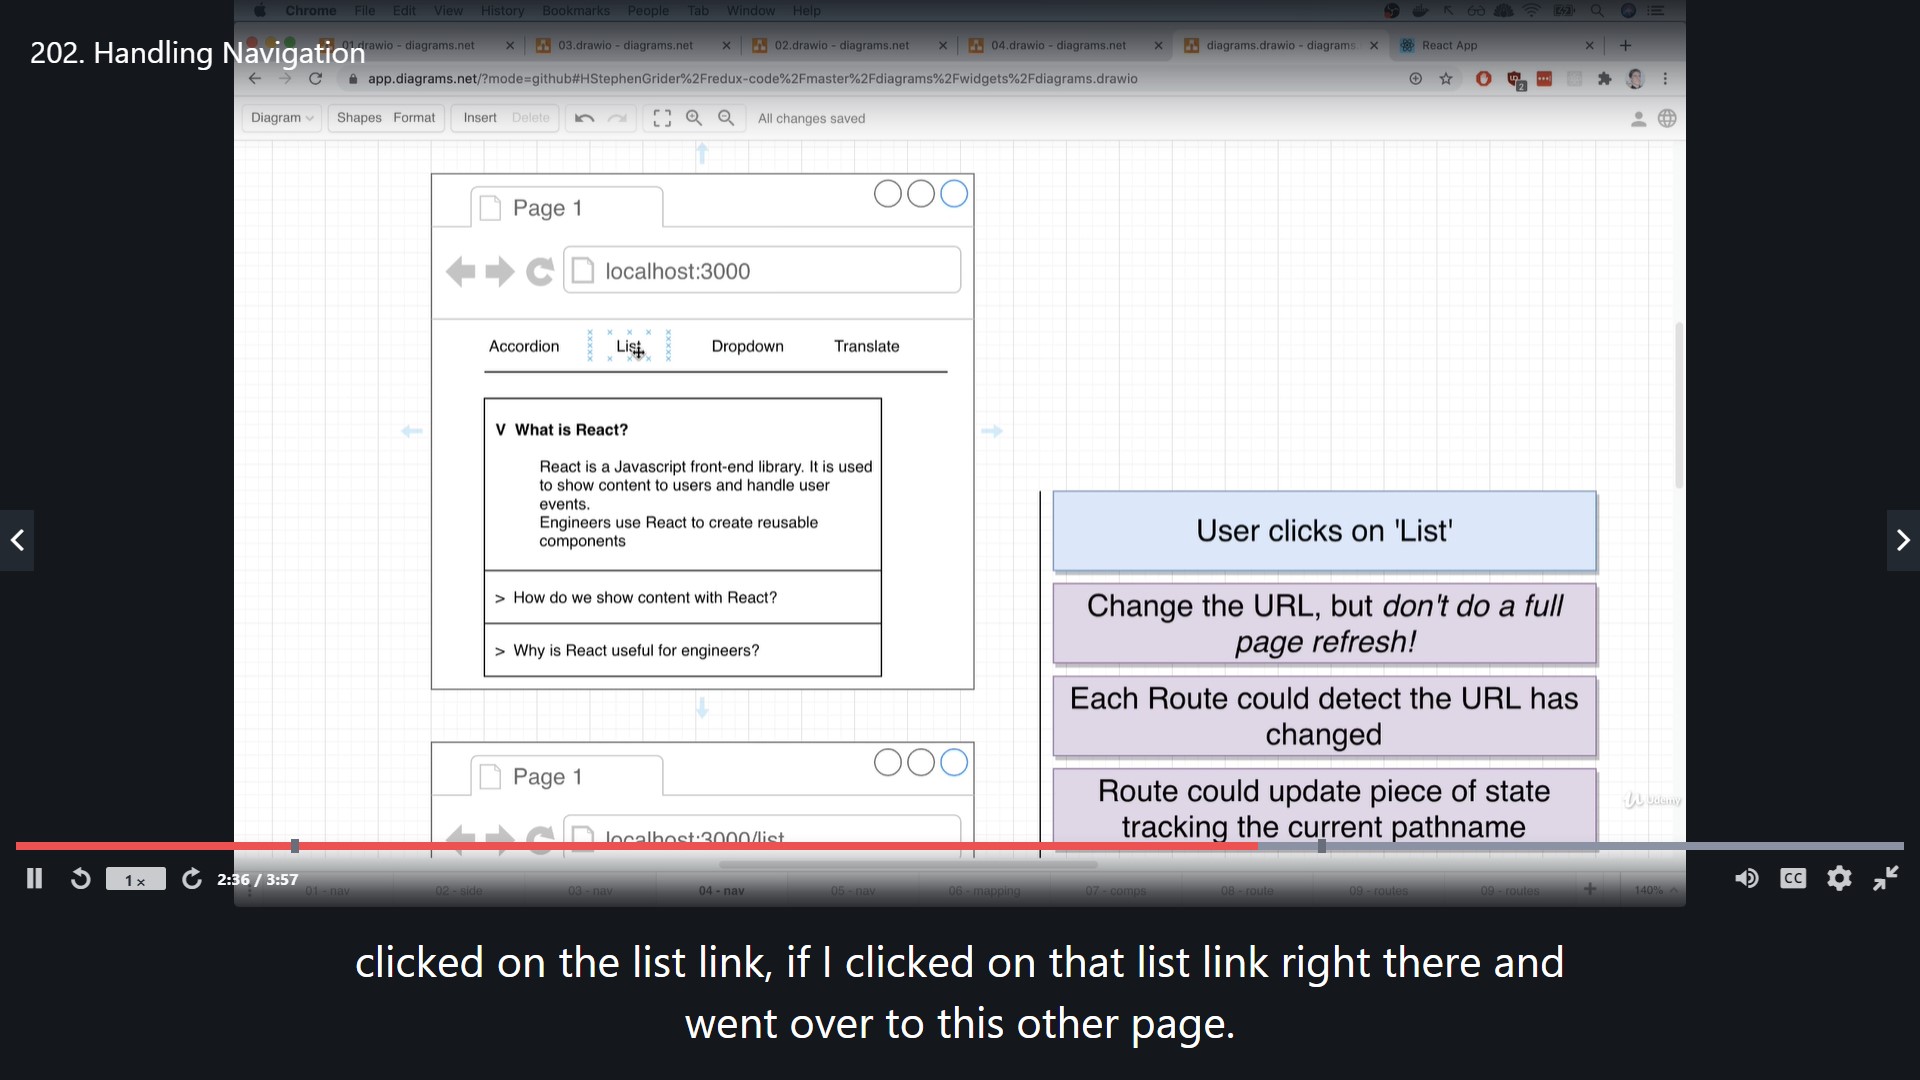 Chrome File Edit View History Bookmarks People Tab Window Help
202. Handling Navigation
01.drawio - diagrams.net
03.drawio - diagrams.net
02.drawio - diagrams.net
04.drawio - diagrams.net
diagrams.drawio - diagrams.
React App
app.diagrams.net/?mode=github#HStephenGrider%2Fredux-code%2Fmaster%2Fdiagrams%2Fwidgets%2Fdiagrams.drawio
2
Diagram Shapes Format Insert Delete All changes saved
Page 1
localhost:3000
Accordion List Dropdown Translate
V What is React?
React is a Javascript front-end library. It is used
to show content to users and handle user
events.
Engineers use React to create reusable
components
> How do we show content with React?
> Why is React useful for engineers?
User clicks on 'List'
Change the URL, but don't do a full
page refresh!
Each Route could detect the URL has
changed
Route could update piece of state
tracking the current pathname
Page 1
localhost:3000/list
Udemy
1 x
2:36 / 3:57
CC
01 - nav 02 - side 03 - nav 04 - nav 05 - nav 06 - mapping 07 - comps 08 - route 09 - routes 09 - routes 140%
clicked on the list link, if I clicked on that list link right there and
went over to this other page.